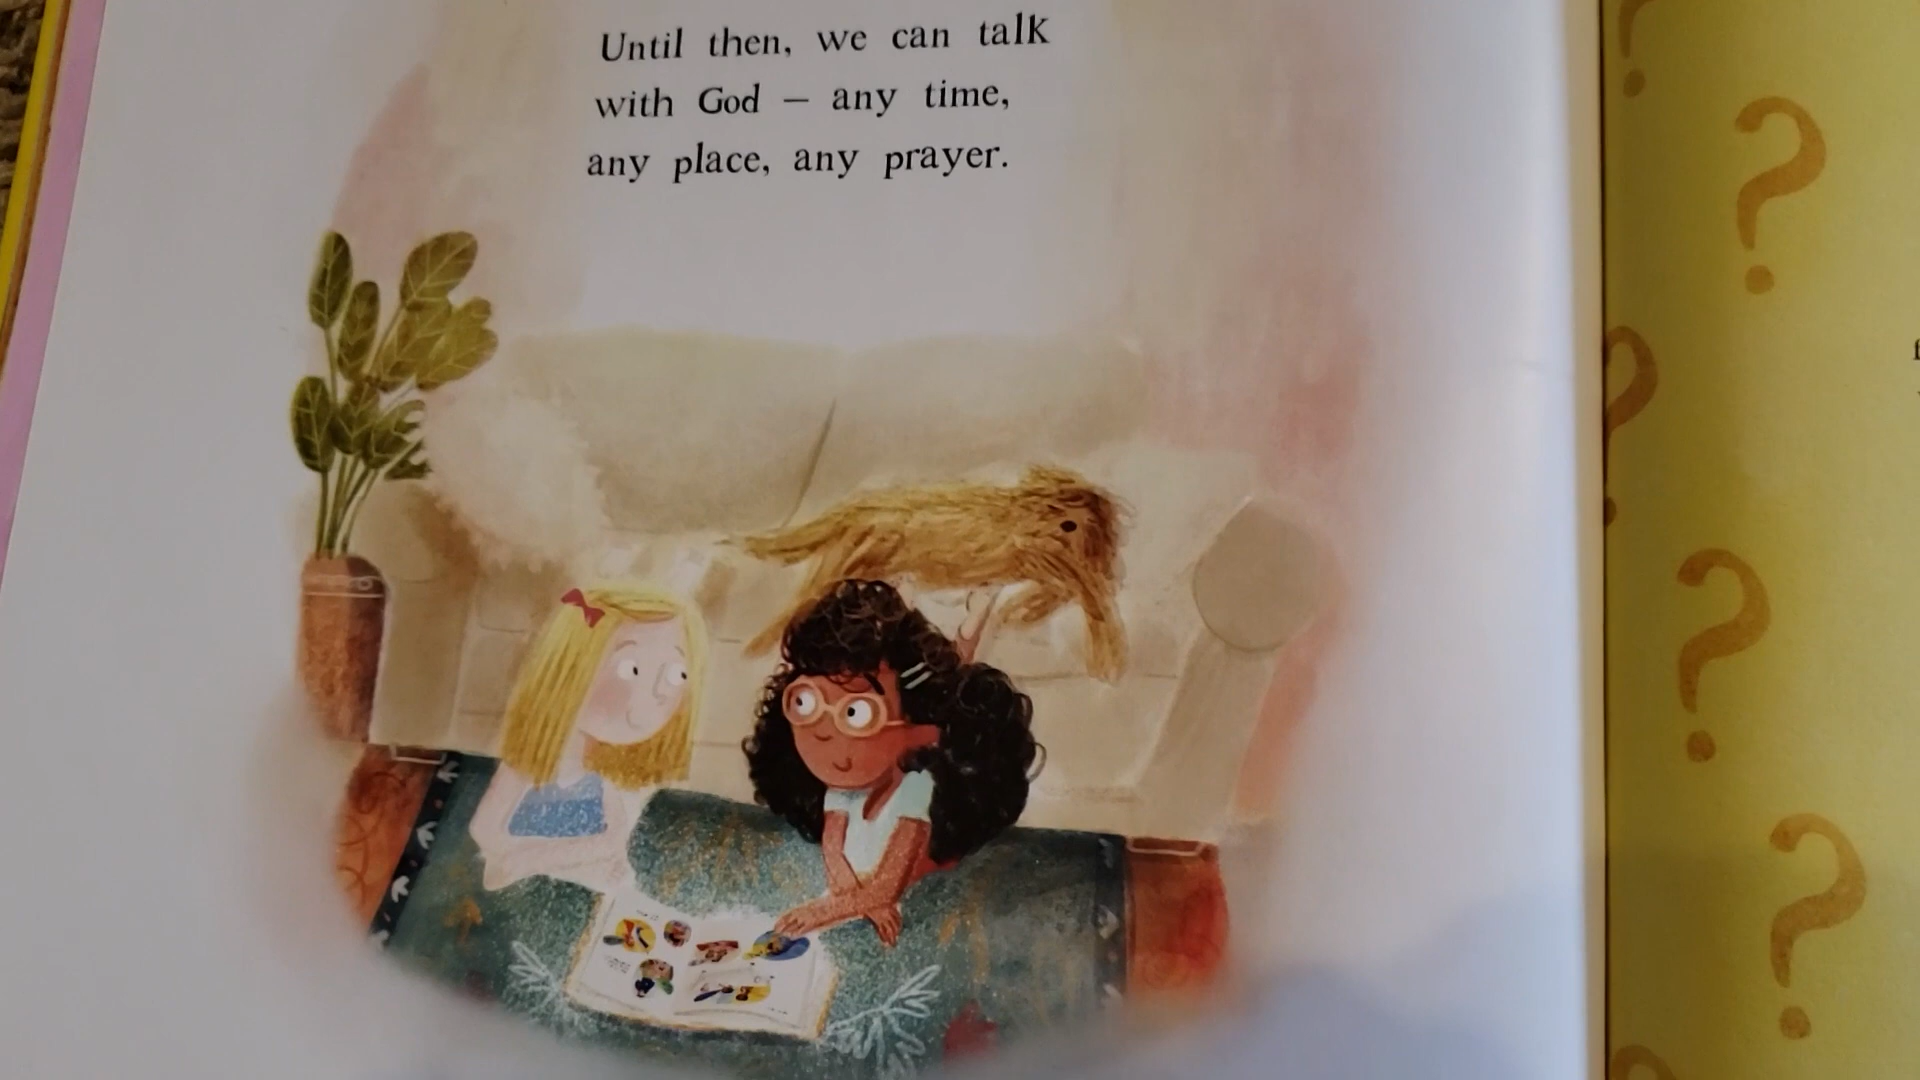 Until then, we can talk
with God – any time,
any place, any prayer.
?
?
?
?
?
?